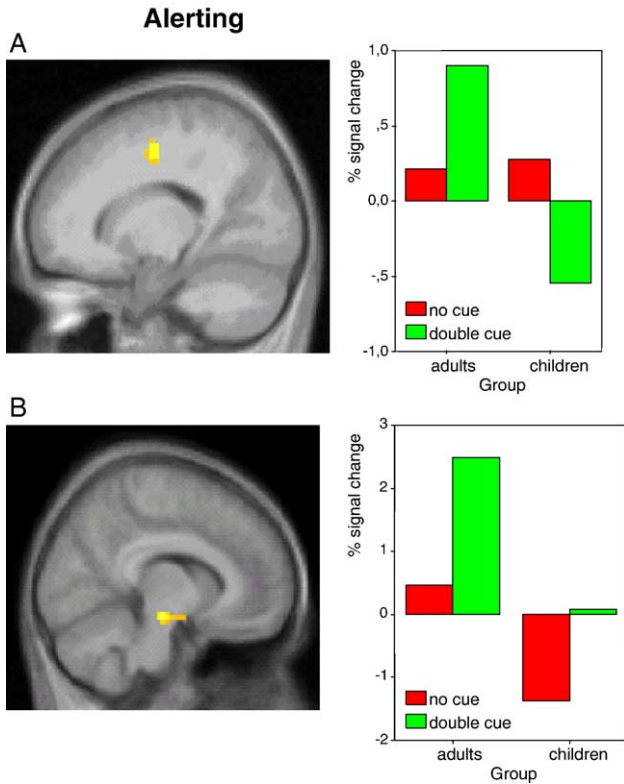 Alerting
A
% signal change
1,0
,5
0,0
-,5
-1,0
no cue
double cue
adults children
Group
B
% signal change
3
2
1
0
-1
-2
no cue
double cue
adults children
Group